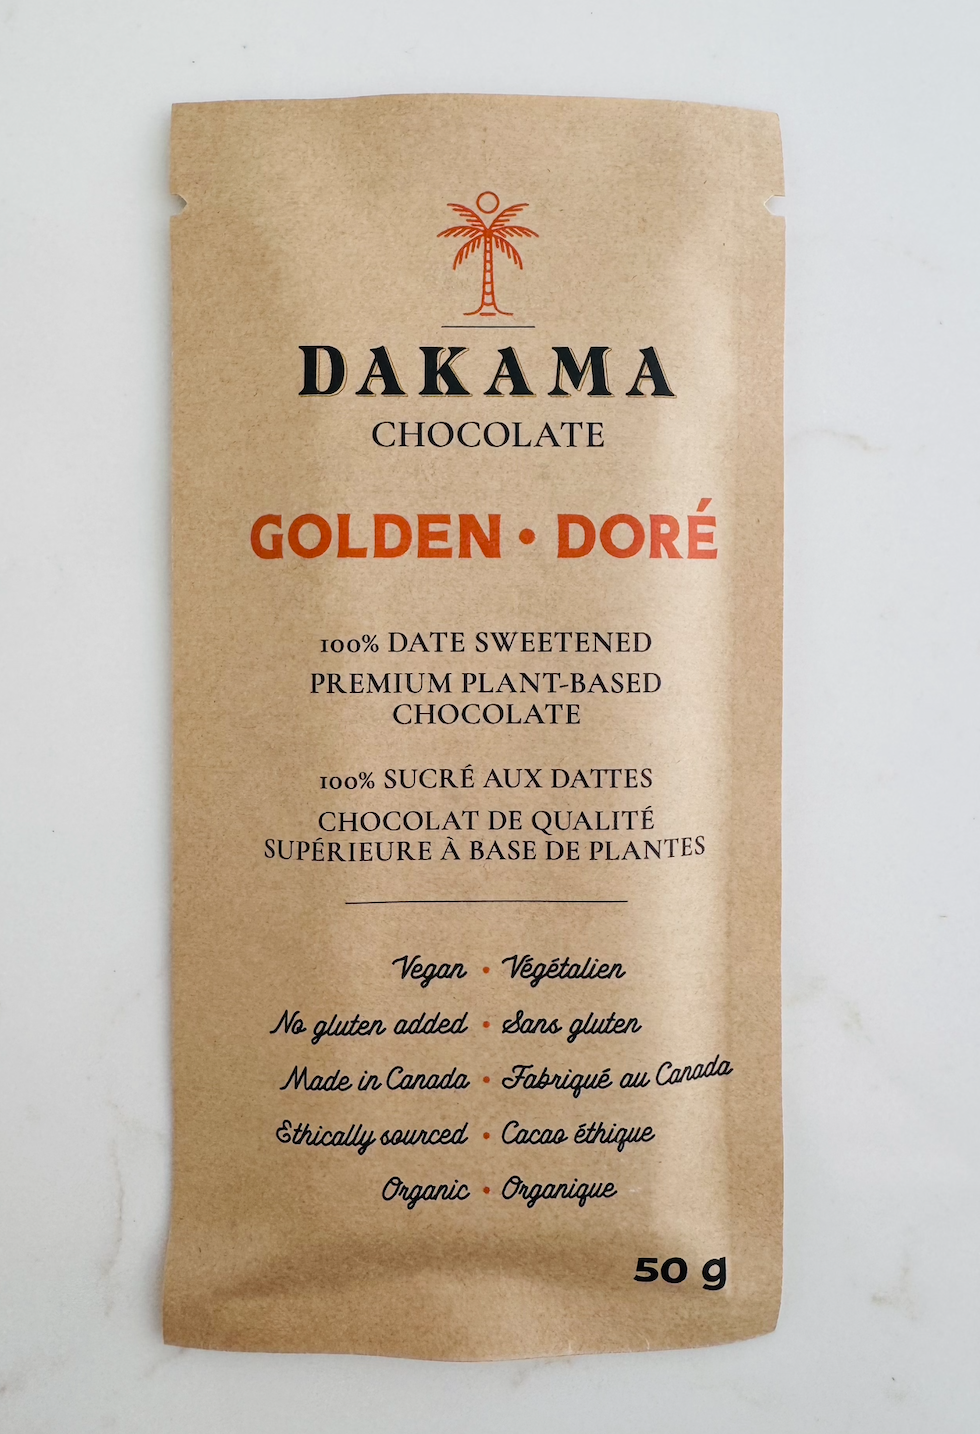 DAKAMA
CHOCOLATE
GOLDEN • DORÉ
100% DATE SWEETENED
PREMIUM PLANT-BASED
CHOCOLATE
100% SUCRÉ AUX DATTES
CHOCOLAT DE QUALITÉ
SUPÉRIEURE À BASE DE PLANTES
Vegan • Végétalien
No gluten added • Sans gluten
Made in Canada • Fabriqué au Canada
Ethically sourced • Cacao éthique
Organic • Organique
50 g